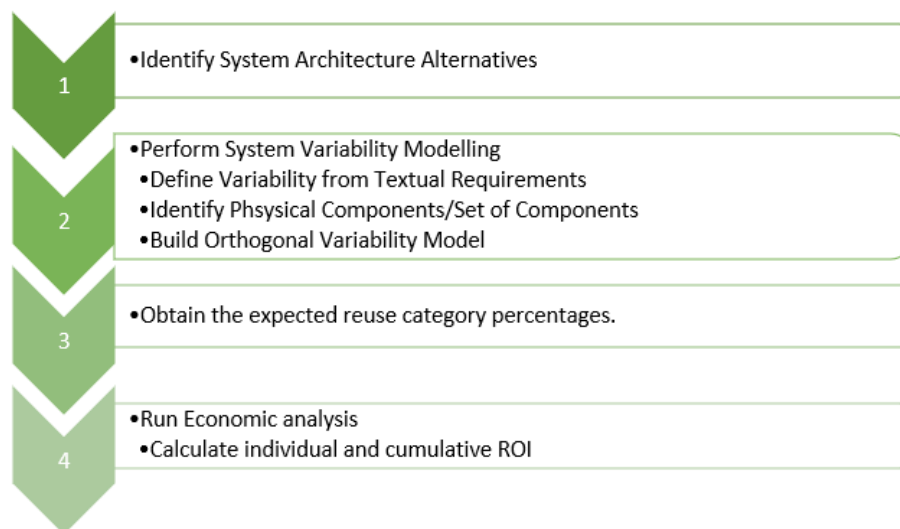 1
•Identify System Architecture Alternatives
2
•Perform System Variability Modelling
•Define Variability from Textual Requirements
•Identify Phsysical Components/Set of Components
•Build Orthogonal Variability Model
3
•Obtain the expected reuse category percentages.
4
•Run Economic analysis
•Calculate individual and cumulative ROI